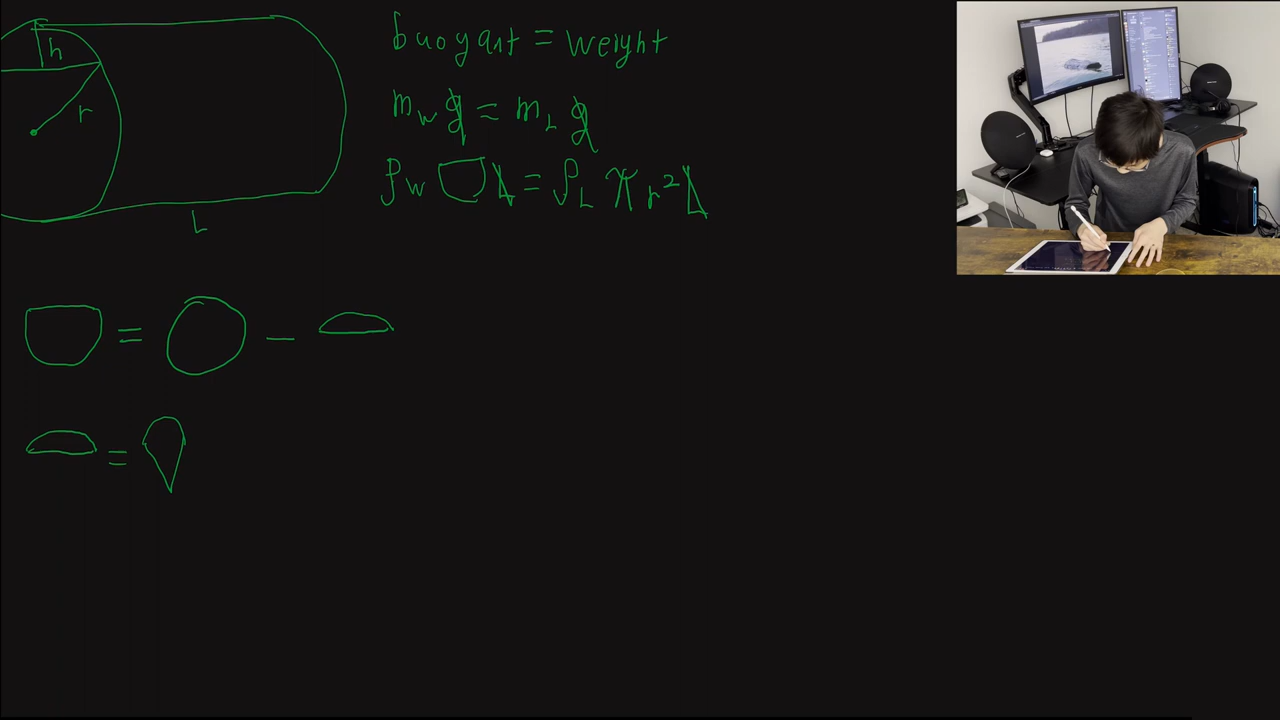 h
r
L
buoyant = weight
m_w g = m_L g
ρ_w L = ρ_L π r² L
=  −
=